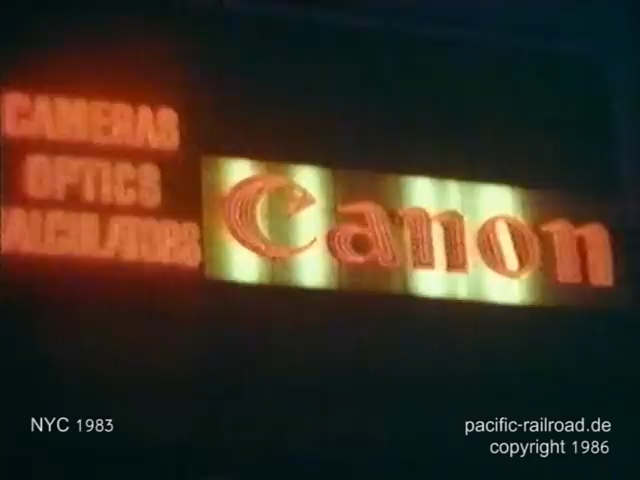 CAMERAS
OPTICS
CALCULATORS
Canon
NYC 1983
pacific-railroad.de
copyright 1986